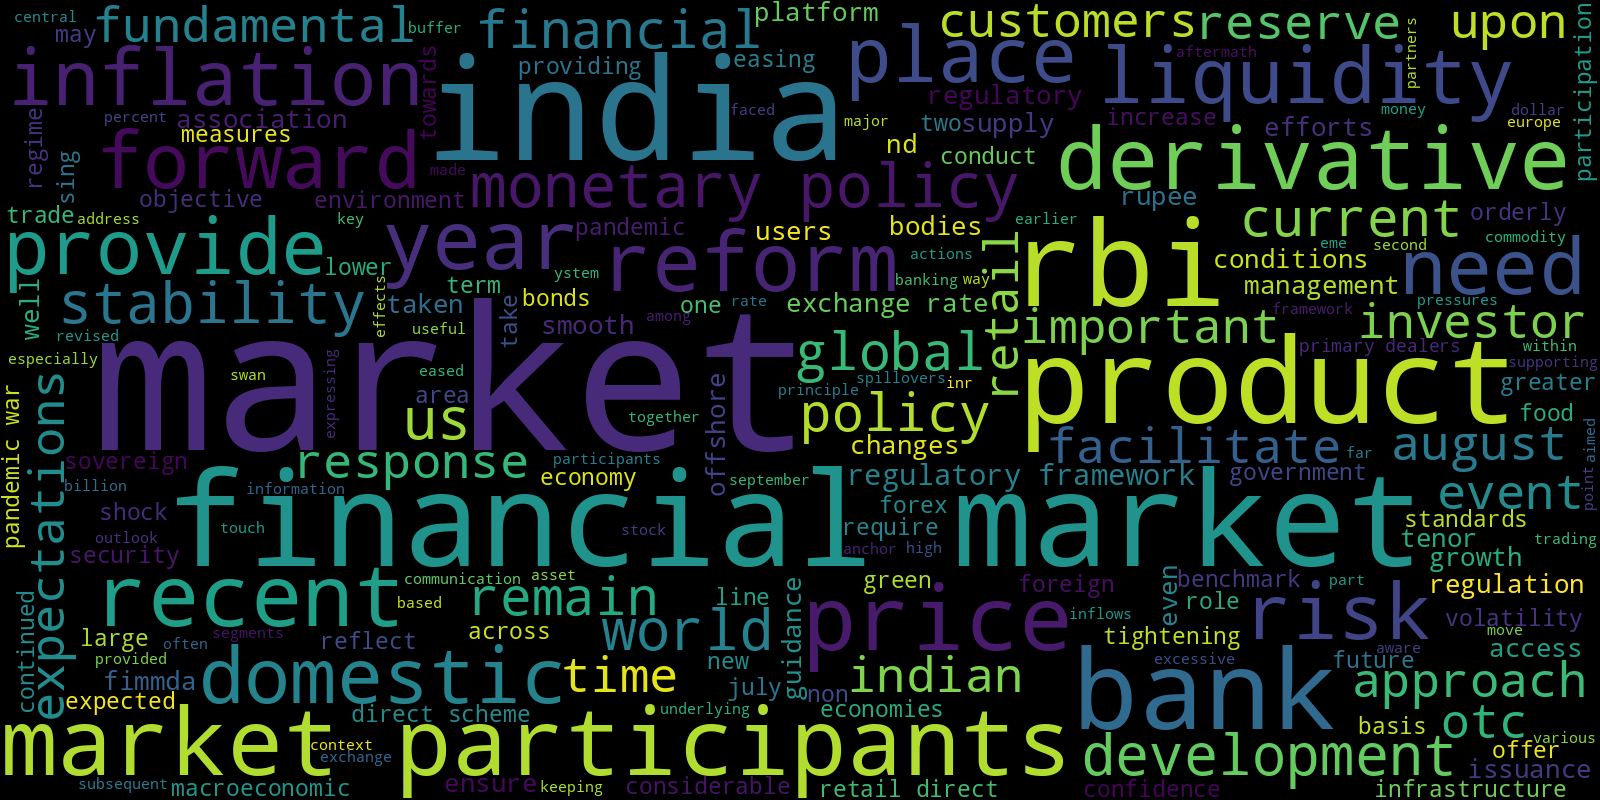 central
may
fundamental
buffer
financial
platform
customers
reserve
upon
partners
participation
inflation
towards
india
providing
easing
place
aftermath
liquidity
regulatory
percent
association
measures
regime
faced
major
two
supply
increase
efforts
money
dollar
europe
nd
conduct
forward
made
sing
monetary policy
derivative
objective
environment
rupee
trade
address
key
year
pandemic
users
bodies
earlier
current
orderly
commodity
provide
lower
reform
retail
rbi
eme
second
conditions
need
term
ystem
actions
banking
way
management
well
stability
effects
taken
take
bonds
one
rate
exchange rate
framework
pressures
revised
useful
smooth
among
important
investor
especially
market
global
primary dealers
within
supporting
swan
expressing
eased
area
offshore
principle
spillovers
inr
product
greater
pandemic war
expectations
us
together
policy
food
changes
facilitate
far
august
aimed
sovereign
response
participants
economy
regulatory framework
government
billion
information
september
event
point
shock
forex
standards
outlook
touch
financial market
stock
require
tenor
trading
security
anchor
high
growth
recent
communication
asset
based
remain
line
green
foreign
even
benchmark
part
regulation
guidance
inflows
role
risk
volatility
continued
large
often
segments
reflect
across
world
price
tightening
move
access
aware
provided
fimmda
domestic
time
new
july
non
indian
excessive
future
approach
expected
direct scheme
underlying
economies
bank
basis
otc
various
market participants
context
exchange
development
offer
issuance
subsequent
macroeconomic
ensure
keeping
considerable
retail direct
confidence
infrastructure